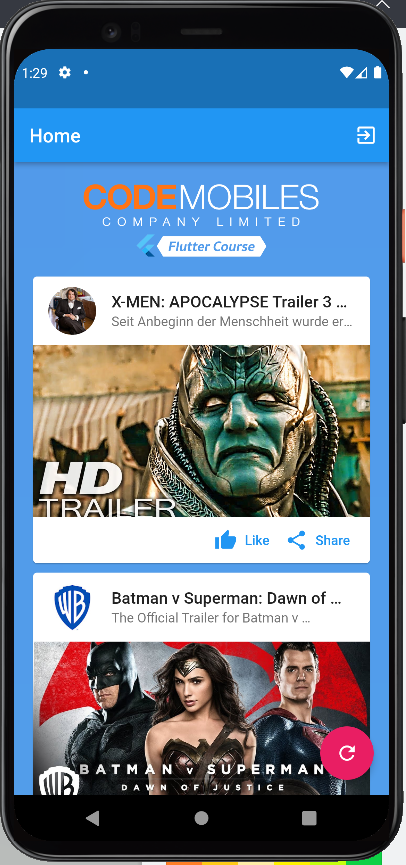 1:29
Home
CODEMOBILES
COMPANY LIMITED
Flutter Course
X-MEN: APOCALYPSE Trailer 3 ...
Seit Anbeginn der Menschheit wurde er...
HD
TRAILER
Like
Share
Batman v Superman: Dawn of ...
The Official Trailer for Batman v ...
BATMAN V SUPERMAN
DAWN OF JUSTICE